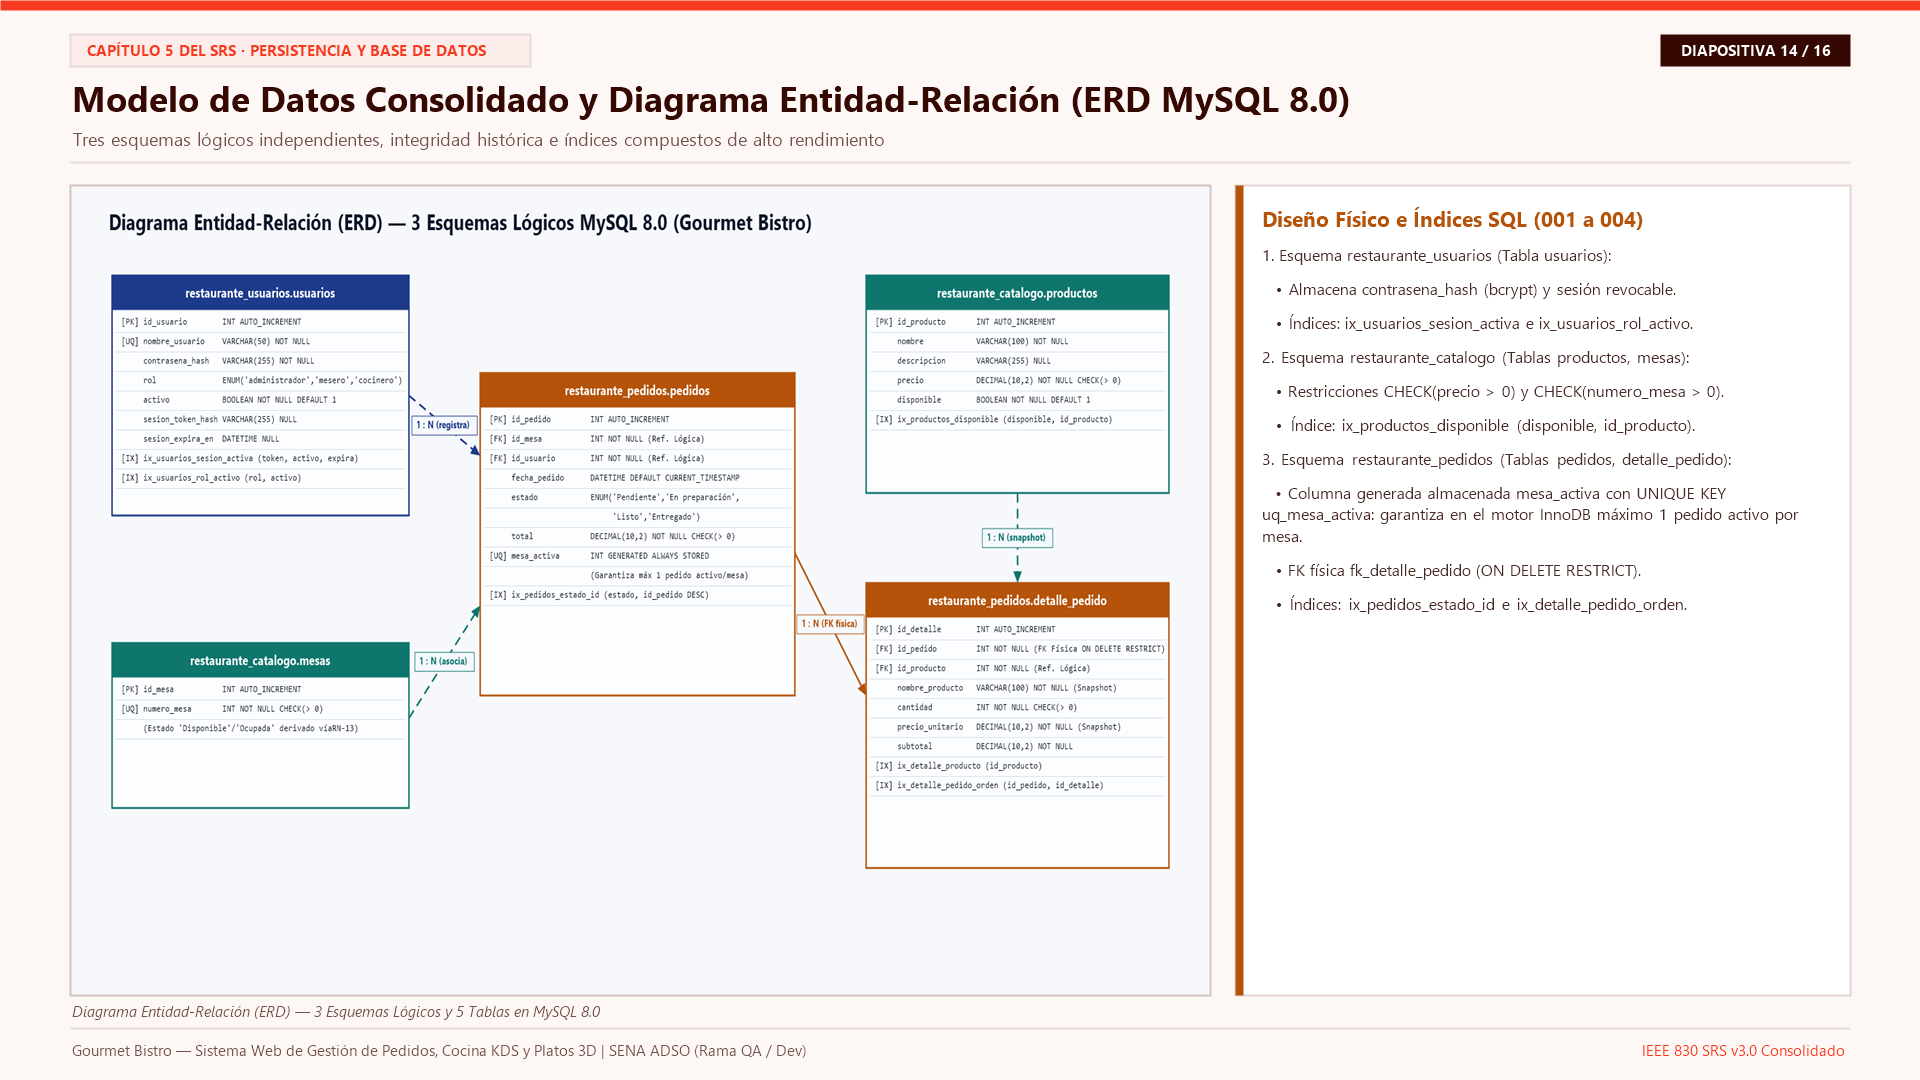 CAPÍTULO 5 DEL SRS · PERSISTENCIA Y BASE DE DATOS
DIAPOSITIVA 14 / 16
Modelo de Datos Consolidado y Diagrama Entidad-Relación (ERD MySQL 8.0)
Tres esquemas lógicos independientes, integridad histórica e índices compuestos de alto rendimiento
Diagrama Entidad-Relación (ERD) — 3 Esquemas Lógicos MySQL 8.0 (Gourmet Bistro)
restaurante_usuarios.usuarios
[PK] id_usuario INT AUTO_INCREMENT
[UQ] nombre_usuario VARCHAR(50) NOT NULL
contrasena_hash VARCHAR(255) NOT NULL
rol ENUM('administrador','mesero','cocinero')
activo BOOLEAN NOT NULL DEFAULT 1
sesion_token_hash VARCHAR(255) NULL
sesion_expira_en DATETIME NULL
[IX] ix_usuarios_sesion_activa (token, activo, expira)
[IX] ix_usuarios_rol_activo (rol, activo)
1 : N (registra)
restaurante_catalogo.mesas
[PK] id_mesa INT AUTO_INCREMENT
[UQ] numero_mesa INT NOT NULL CHECK(> 0)
(Estado 'Disponible'/'Ocupada' derivado víaRN-13)
1 : N (asocia)
restaurante_pedidos.pedidos
[PK] id_pedido INT AUTO_INCREMENT
[FK] id_mesa INT NOT NULL (Ref. Lógica)
[FK] id_usuario INT NOT NULL (Ref. Lógica)
fecha_pedido DATETIME DEFAULT CURRENT_TIMESTAMP
estado ENUM('Pendiente','En preparación',
'Listo','Entregado')
total DECIMAL(10,2) NOT NULL CHECK(> 0)
[UQ] mesa_activa INT GENERATED ALWAYS STORED
(Garantiza máx 1 pedido activo/mesa)
[IX] ix_pedidos_estado_id (estado, id_pedido DESC)
1 : N (FK física)
restaurante_catalogo.productos
[PK] id_producto INT AUTO_INCREMENT
nombre VARCHAR(100) NOT NULL
descripcion VARCHAR(255) NULL
precio DECIMAL(10,2) NOT NULL CHECK(> 0)
disponible BOOLEAN NOT NULL DEFAULT 1
[IX] ix_productos_disponible (disponible, id_producto)
1 : N (snapshot)
restaurante_pedidos.detalle_pedido
[PK] id_detalle INT AUTO_INCREMENT
[FK] id_pedido INT NOT NULL (FK Física ON DELETE RESTRICT)
[FK] id_producto INT NOT NULL (Ref. Lógica)
nombre_producto VARCHAR(100) NOT NULL (Snapshot)
cantidad INT NOT NULL CHECK(> 0)
precio_unitario DECIMAL(10,2) NOT NULL (Snapshot)
subtotal DECIMAL(10,2) NOT NULL
[IX] ix_detalle_producto (id_producto)
[IX] ix_detalle_pedido_orden (id_pedido, id_detalle)
Diseño Físico e Índices SQL (001 a 004)
1. Esquema restaurante_usuarios (Tabla usuarios):
• Almacena contrasena_hash (bcrypt) y sesión revocable.
• Índices: ix_usuarios_sesion_activa e ix_usuarios_rol_activo.
2. Esquema restaurante_catalogo (Tablas productos, mesas):
• Restricciones CHECK(precio > 0) y CHECK(numero_mesa > 0).
• Índice: ix_productos_disponible (disponible, id_producto).
3. Esquema restaurante_pedidos (Tablas pedidos, detalle_pedido):
• Columna generada almacenada mesa_activa con UNIQUE KEY
uq_mesa_activa: garantiza en el motor InnoDB máximo 1 pedido activo por
mesa.
• FK física fk_detalle_pedido (ON DELETE RESTRICT).
• Índices: ix_pedidos_estado_id e ix_detalle_pedido_orden.
Diagrama Entidad-Relación (ERD) — 3 Esquemas Lógicos y 5 Tablas en MySQL 8.0
Gourmet Bistro — Sistema Web de Gestión de Pedidos, Cocina KDS y Platos 3D | SENA ADSO (Rama QA / Dev)
IEEE 830 SRS v3.0 Consolidado